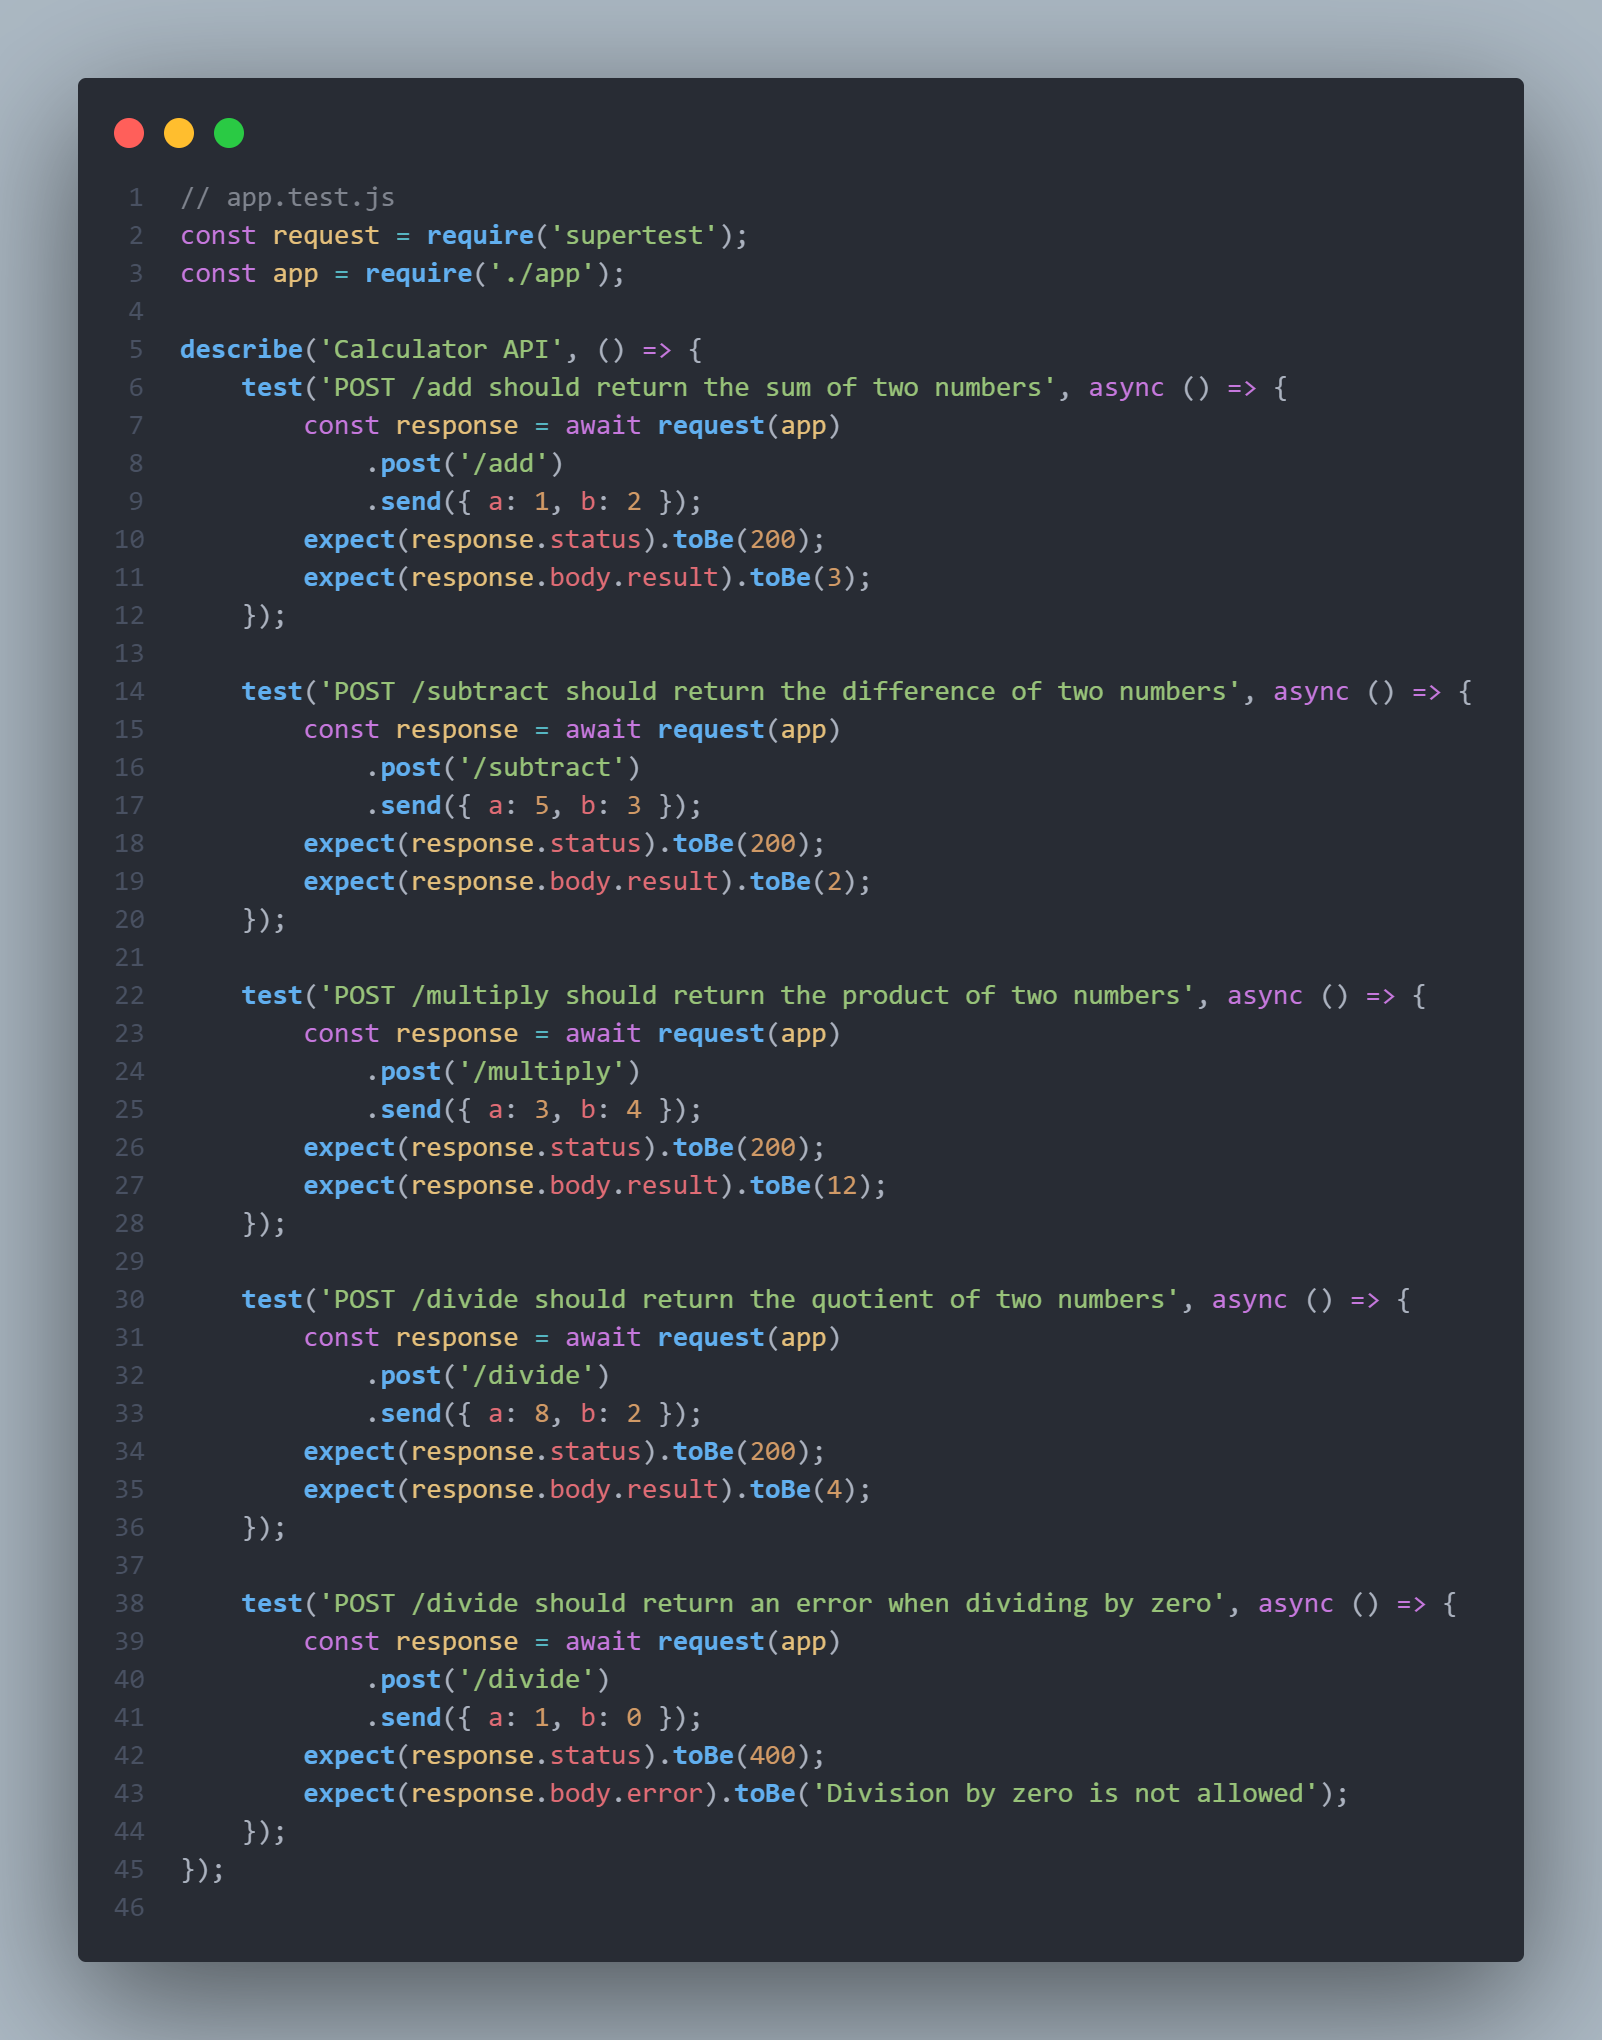 1 // app.test.js
2 const request = require('supertest');
3 const app = require('./app');
4
5 describe('Calculator API', () => {
6     test('POST /add should return the sum of two numbers', async () => {
7         const response = await request(app)
8             .post('/add')
9             .send({ a: 1, b: 2 });
10         expect(response.status).toBe(200);
11         expect(response.body.result).toBe(3);
12     });
13
14     test('POST /subtract should return the difference of two numbers', async () => {
15         const response = await request(app)
16             .post('/subtract')
17             .send({ a: 5, b: 3 });
18         expect(response.status).toBe(200);
19         expect(response.body.result).toBe(2);
20     });
21
22     test('POST /multiply should return the product of two numbers', async () => {
23         const response = await request(app)
24             .post('/multiply')
25             .send({ a: 3, b: 4 });
26         expect(response.status).toBe(200);
27         expect(response.body.result).toBe(12);
28     });
29
30     test('POST /divide should return the quotient of two numbers', async () => {
31         const response = await request(app)
32             .post('/divide')
33             .send({ a: 8, b: 2 });
34         expect(response.status).toBe(200);
35         expect(response.body.result).toBe(4);
36     });
37
38     test('POST /divide should return an error when dividing by zero', async () => {
39         const response = await request(app)
40             .post('/divide')
41             .send({ a: 1, b: 0 });
42         expect(response.status).toBe(400);
43         expect(response.body.error).toBe('Division by zero is not allowed');
44     });
45 });
46